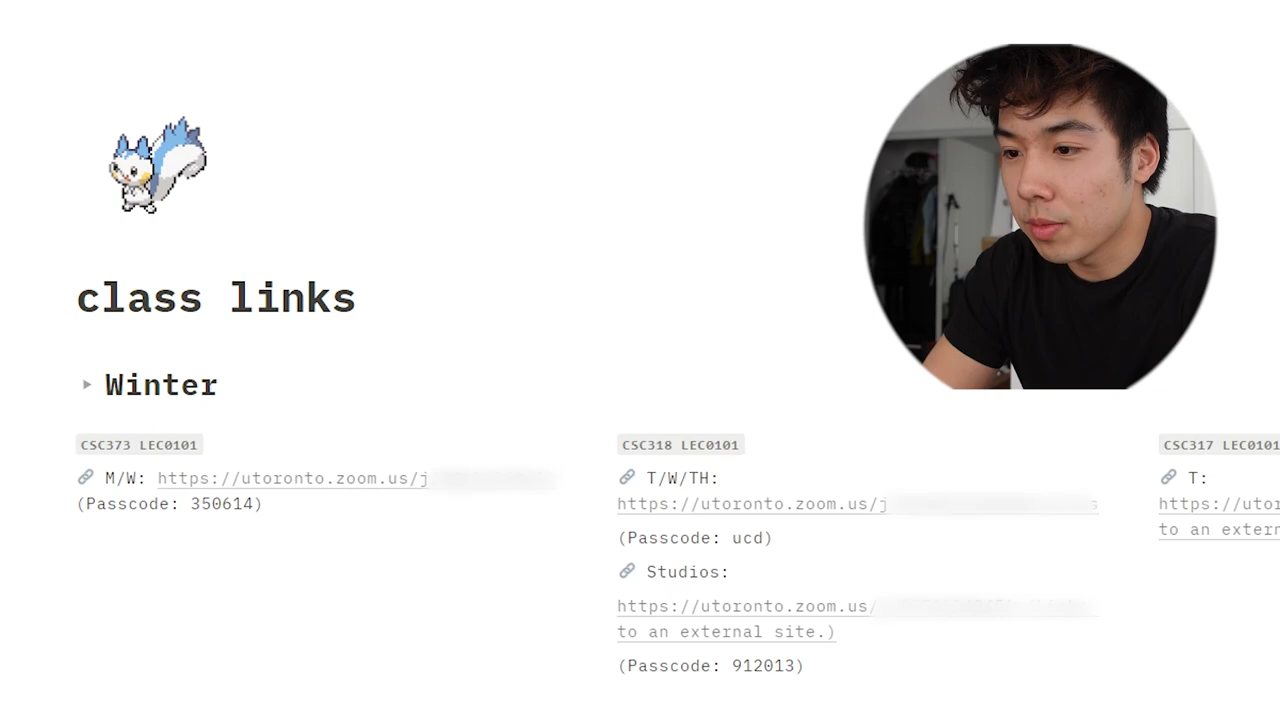 class links
Winter
CSC373 LEC0101
M/W: https://utoronto.zoom.us/j
(Passcode: 350614)
CSC318 LEC0101
T/W/TH:
https://utoronto.zoom.us/j
(Passcode: ucd)
Studios:
https://utoronto.zoom.us/
to an external site.)
(Passcode: 912013)
CSC317 LEC0101
T:
https://utor
to an extern